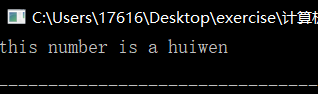 C:\Users\17616\Desktop\exercise\计算机
this number is a huiwen
--------------------------------